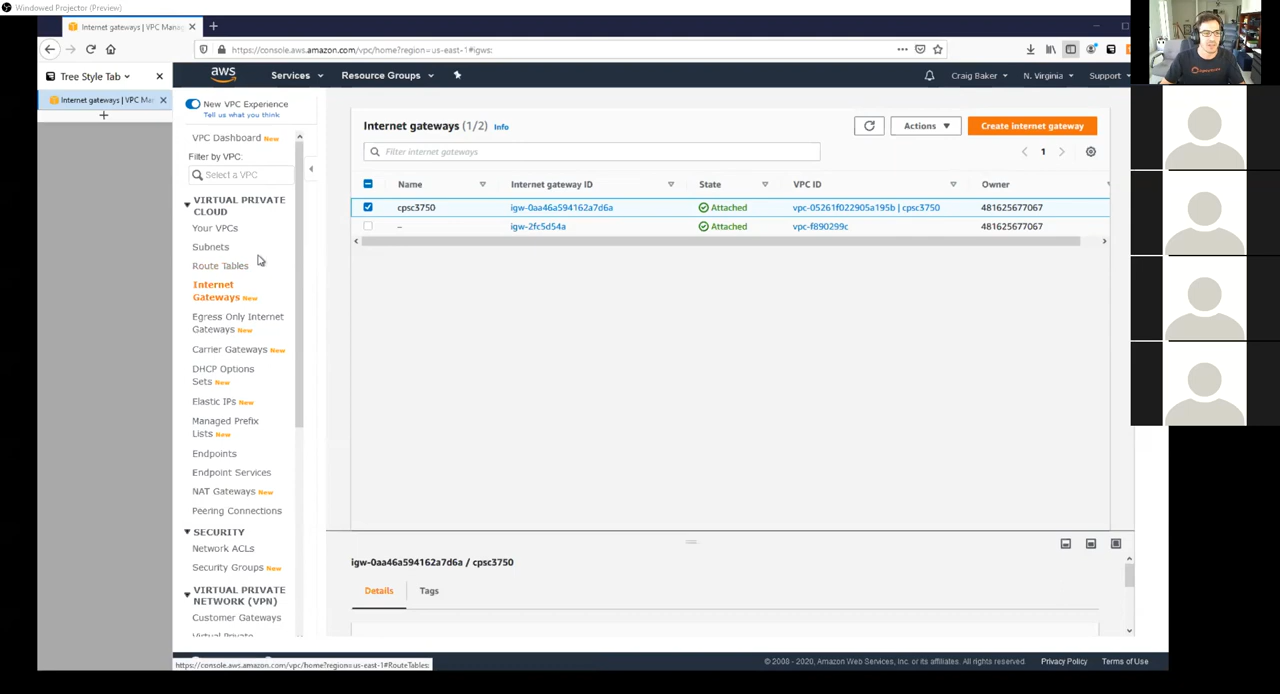 Windowed Projector (Preview)
Internet gateways | VPC Mana
https://console.aws.amazon.com/vpc/home?region=us-east-1#igws:
Tree Style Tab
Internet gateways | VPC Ma
aws
Services
Resource Groups
Craig Baker
N. Virginia
Support
New VPC Experience
Tell us what you think
VPC Dashboard New
Filter by VPC:
Select a VPC
VIRTUAL PRIVATE
CLOUD
Your VPCs
Subnets
Route Tables
Internet
Gateways New
Egress Only Internet
Gateways New
Carrier Gateways New
DHCP Options
Sets New
Elastic IPs New
Managed Prefix
Lists New
Endpoints
Endpoint Services
NAT Gateways New
Peering Connections
SECURITY
Network ACLs
Security Groups New
VIRTUAL PRIVATE
NETWORK (VPN)
Customer Gateways
Virtual Private
Internet gateways (1/2) Info
Actions
Create internet gateway
Filter internet gateways
1
Name
Internet gateway ID
State
VPC ID
Owner
cpsc3750
igw-0aa46a594162a7d6a
Attached
vpc-05261f022905a195b | cpsc3750
481625677067
–
igw-2fc5d54a
Attached
vpc-f890299c
481625677067
igw-0aa46a594162a7d6a / cpsc3750
Details
Tags
https://console.aws.amazon.com/vpc/home?region=us-east-1#RouteTables:
© 2008 - 2020, Amazon Web Services, Inc. or its affiliates. All rights reserved.
Privacy Policy
Terms of Use